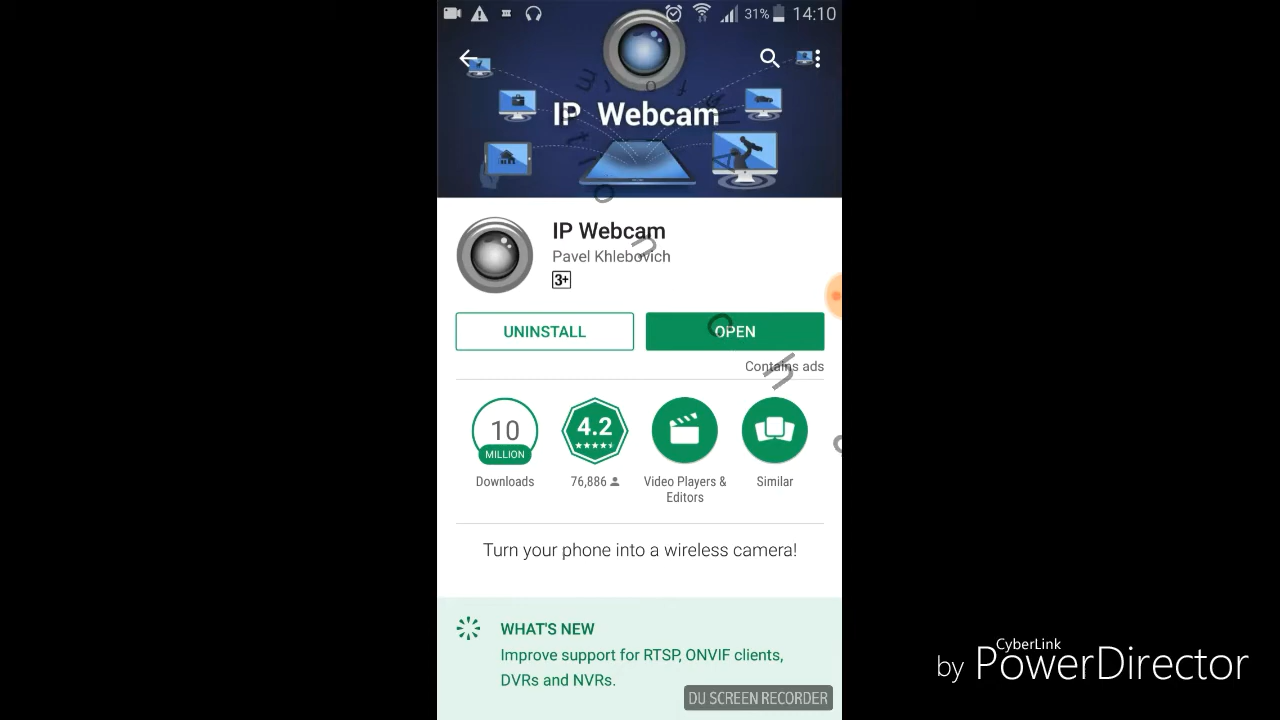 31% 14:10
IP Webcam
IP Webcam
Pavel Khlebovich
3+
UNINSTALL
OPEN
Contains ads
10
MILLION
4.2
Downloads
76,886
Video Players &
Editors
Similar
Turn your phone into a wireless camera!
WHAT'S NEW
Improve support for RTSP, ONVIF clients,
DVRs and NVRs.
DU SCREEN RECORDER
CyberLink
by PowerDirector